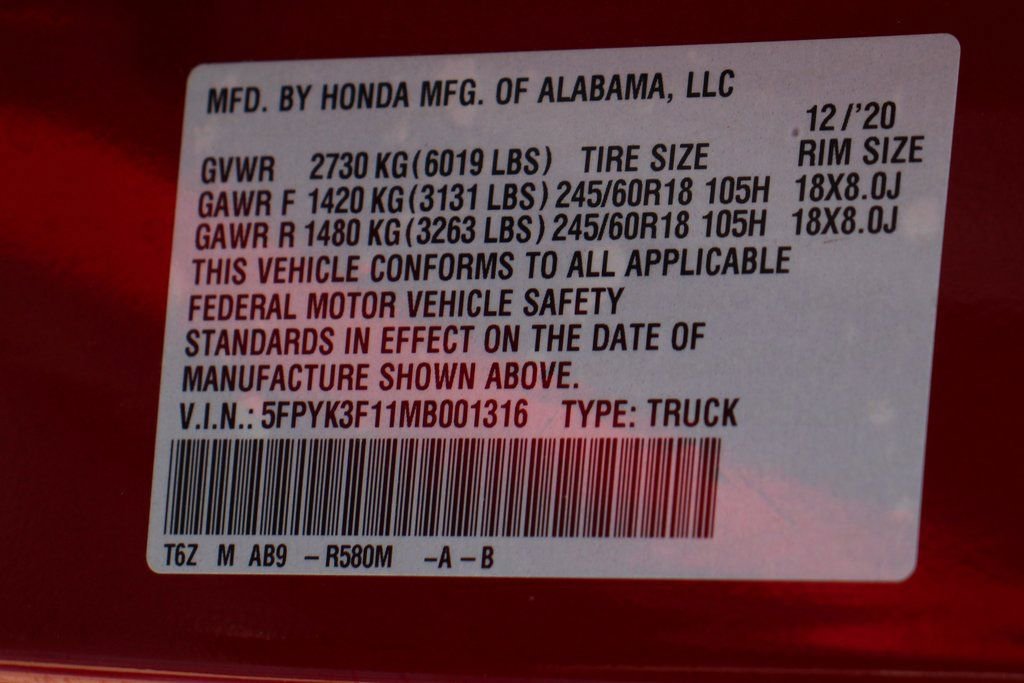 MFD. BY HONDA MFG. OF ALABAMA, LLC
12/'20
GVWR 2730 KG (6019 LBS) TIRE SIZE RIM SIZE
GAWR F 1420 KG (3131 LBS) 245/60R18 105H 18X8.0J
GAWR R 1480 KG (3263 LBS) 245/60R18 105H 18X8.0J
THIS VEHICLE CONFORMS TO ALL APPLICABLE
FEDERAL MOTOR VEHICLE SAFETY
STANDARDS IN EFFECT ON THE DATE OF
MANUFACTURE SHOWN ABOVE.
V.I.N.: 5FPYK3F11MB001316 TYPE: TRUCK
T6Z M AB9 -R580M -A -B